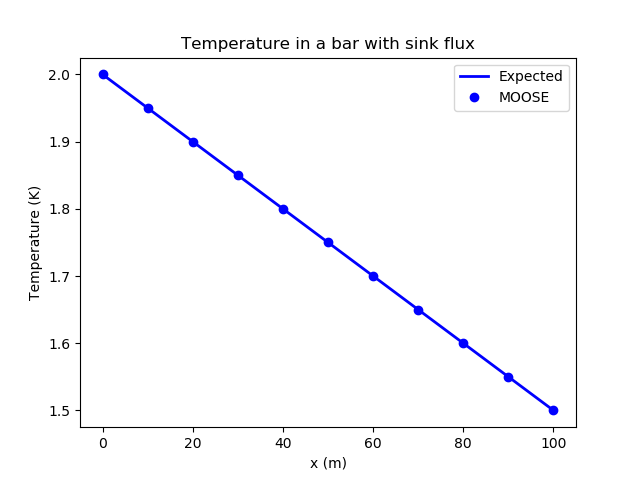 Temperature in a bar with sink flux
Expected
MOOSE
2.0
1.9
1.8
1.7
1.6
1.5
Temperature (K)
0 20 40 60 80 100
x (m)